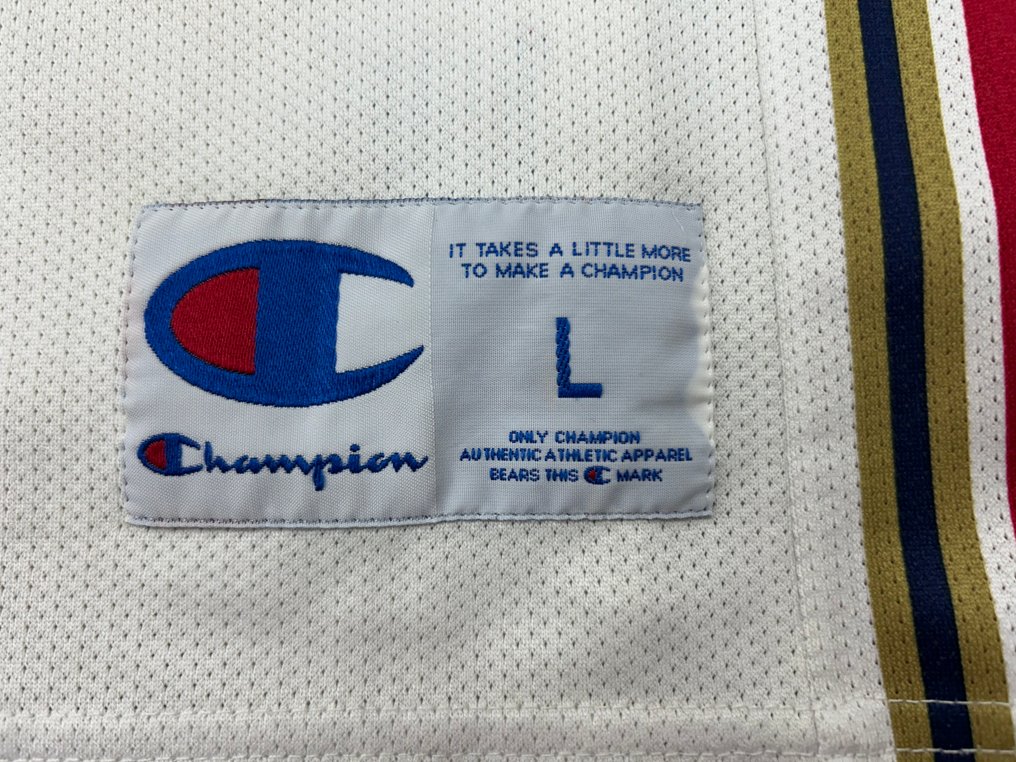 Champion
IT TAKES A LITTLE MORE
TO MAKE A CHAMPION
L
ONLY CHAMPION
AUTHENTIC ATHLETIC APPAREL
BEARS THIS C MARK